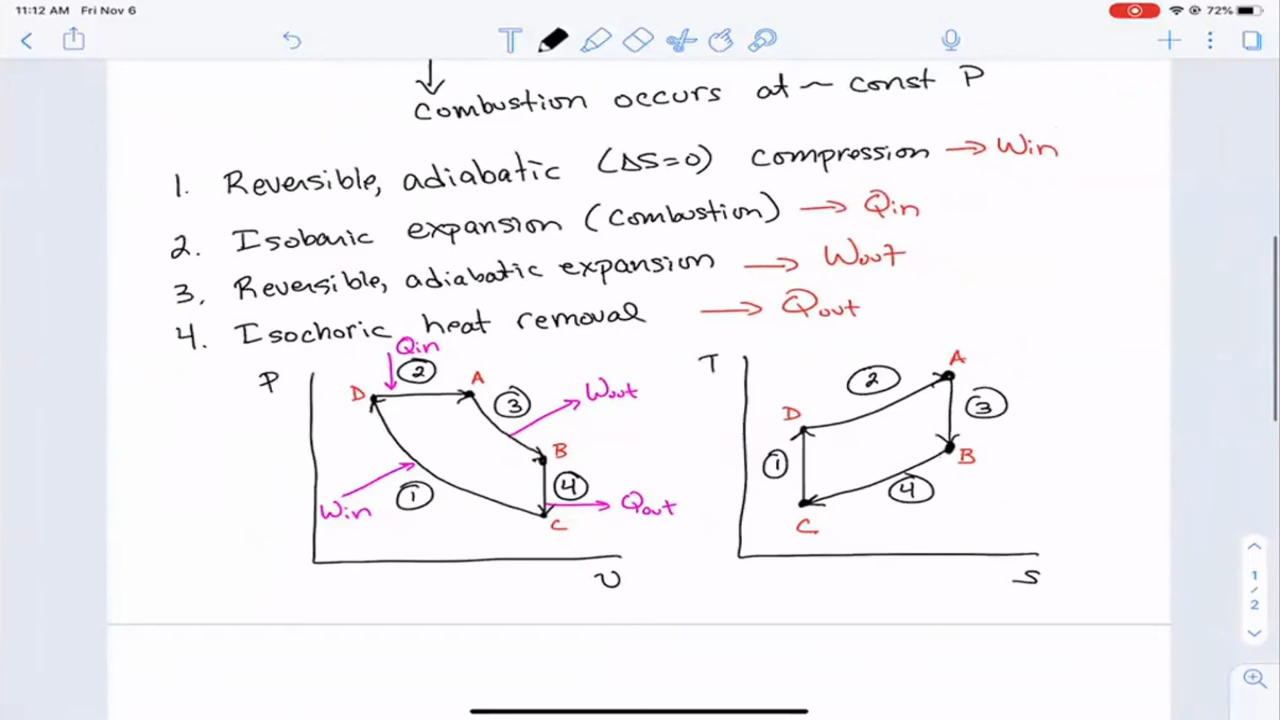 11:12 AM Fri Nov 6
72%
T
Combustion occurs at ~ const P
1. Reversible, adiabatic (ΔS=0) compression → Win
2. Isobaric expansion (combustion) → Qin
3. Reversible, adiabatic expansion → Wout
4. Isochoric heat removal → Qout
P
Qin
D
2
A
3
Wout
B
4
Qout
C
Win
1
υ
T
A
2
3
D
1
B
4
C
S
1
/
2